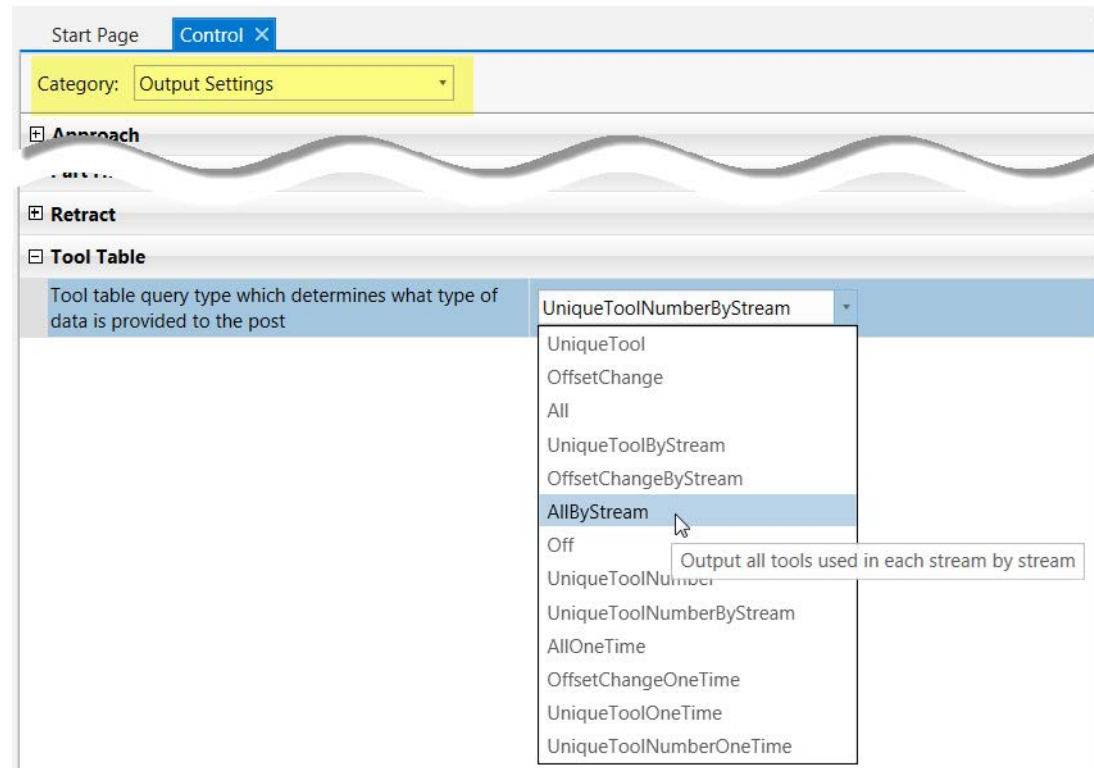 Start Page Control
Category: Output Settings
Approach
Retract
Tool Table
Tool table query type which determines what type of
data is provided to the post
UniqueToolNumberByStream
UniqueTool
OffsetChange
All
UniqueToolByStream
OffsetChangeByStream
AllByStream
Off
Output all tools used in each stream by stream
UniqueToolNumber
UniqueToolNumberByStream
AllOneTime
OffsetChangeOneTime
UniqueToolOneTime
UniqueToolNumberOneTime